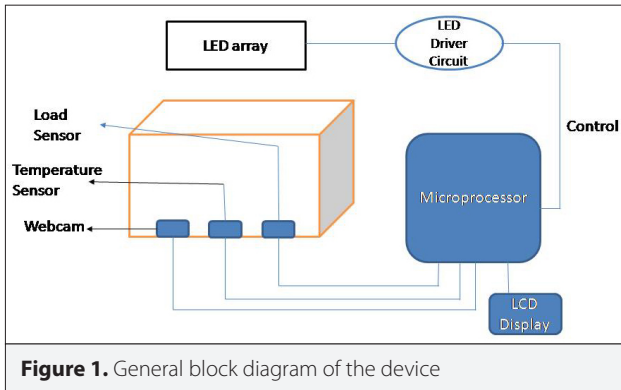 LED array
LED
Driver
Circuit
Load
Sensor
Control
Temperature
Sensor
Microprocessor
Webcam
LCD
Display
Figure 1. General block diagram of the device